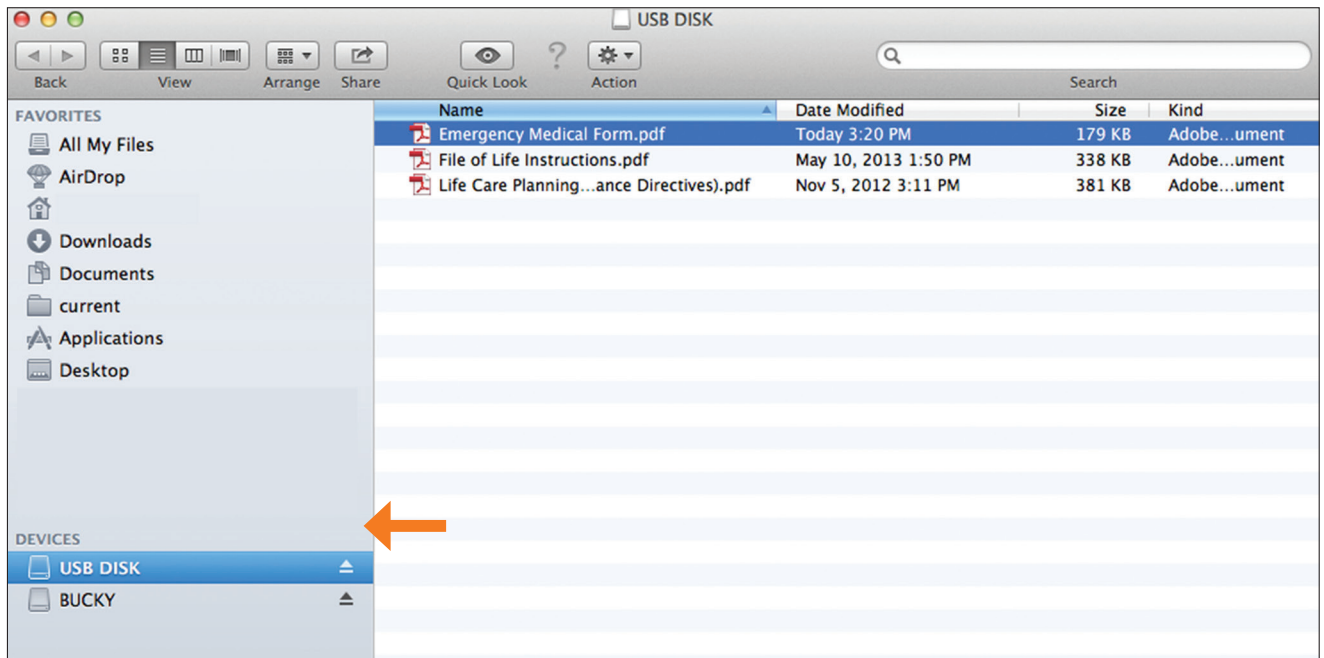 USB DISK
Back View Arrange Share Quick Look ? Action Search
FAVORITES
All My Files
AirDrop
Downloads
Documents
current
Applications
Desktop
DEVICES
USB DISK
BUCKY
Name Date Modified Size Kind
Emergency Medical Form.pdf Today 3:20 PM 179 KB Adobe...ument
File of Life Instructions.pdf May 10, 2013 1:50 PM 338 KB Adobe...ument
Life Care Planning...ance Directives).pdf Nov 5, 2012 3:11 PM 381 KB Adobe...ument